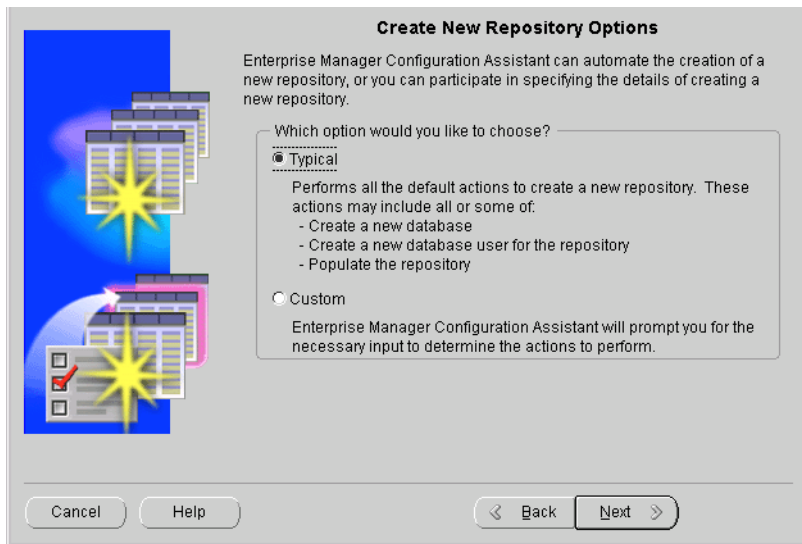 Create New Repository Options
Enterprise Manager Configuration Assistant can automate the creation of a
new repository, or you can participate in specifying the details of creating a
new repository.
Which option would you like to choose?
Typical
Performs all the default actions to create a new repository. These
actions may include all or some of:
- Create a new database
- Create a new database user for the repository
- Populate the repository
Custom
Enterprise Manager Configuration Assistant will prompt you for the
necessary input to determine the actions to perform.
Cancel
Help
Back
Next